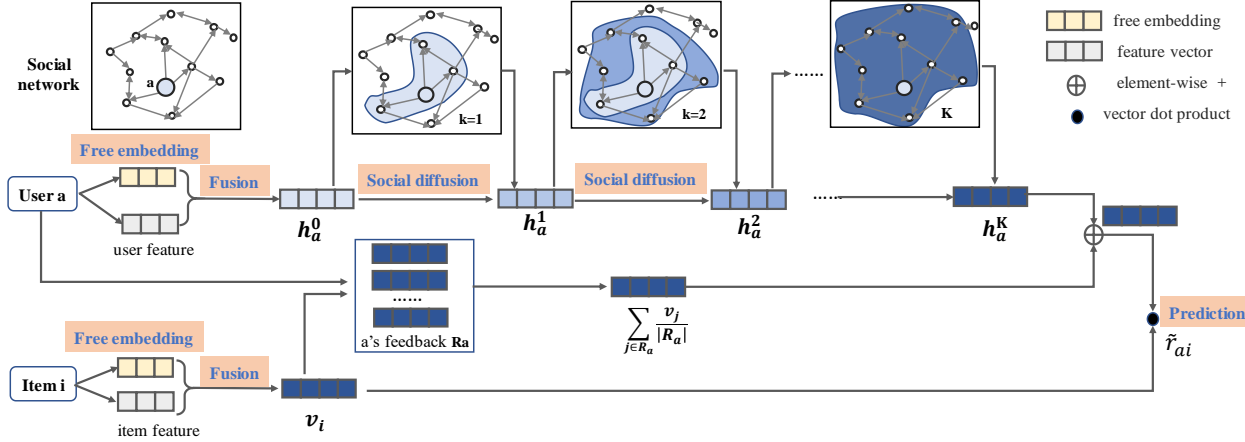 Social
network
a
k=1
k=2
......
K
free embedding
feature vector
element-wise +
vector dot product
Free embedding
User a
Fusion
user feature
h_a^0
Social diffusion
h_a^1
Social diffusion
h_a^2
......
h_a^K
......
a's feedback Ra
∑_{j∈R_a} v_j/|R_a|
Prediction
r̃_{ai}
Free embedding
Item i
Fusion
item feature
v_i